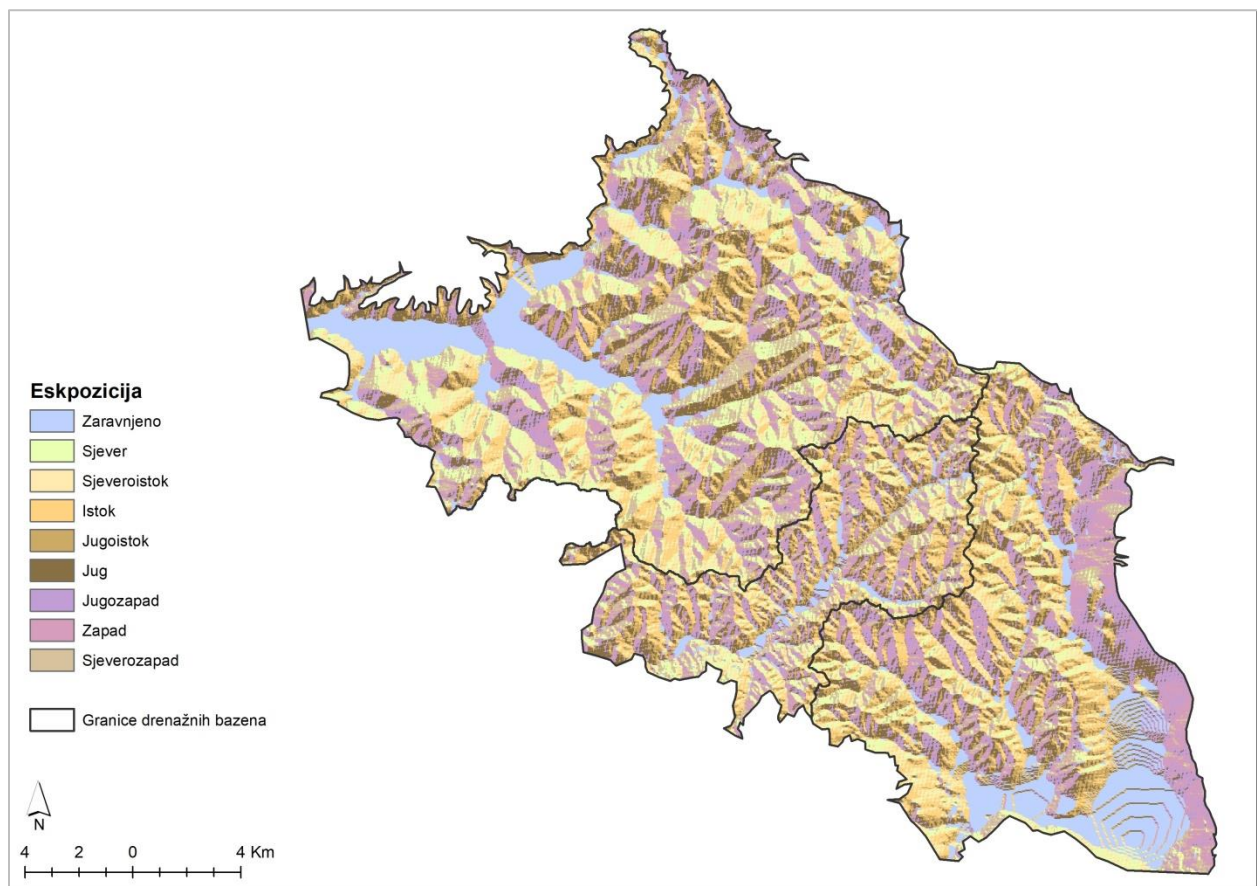 Eskpozicija
Zaravnjeno
Sjever
Sjeveroistok
Istok
Jugoistok
Jug
Jugozapad
Zapad
Sjeverozapad
Granice drenažnih bazena
N
4 2 0 4 Km